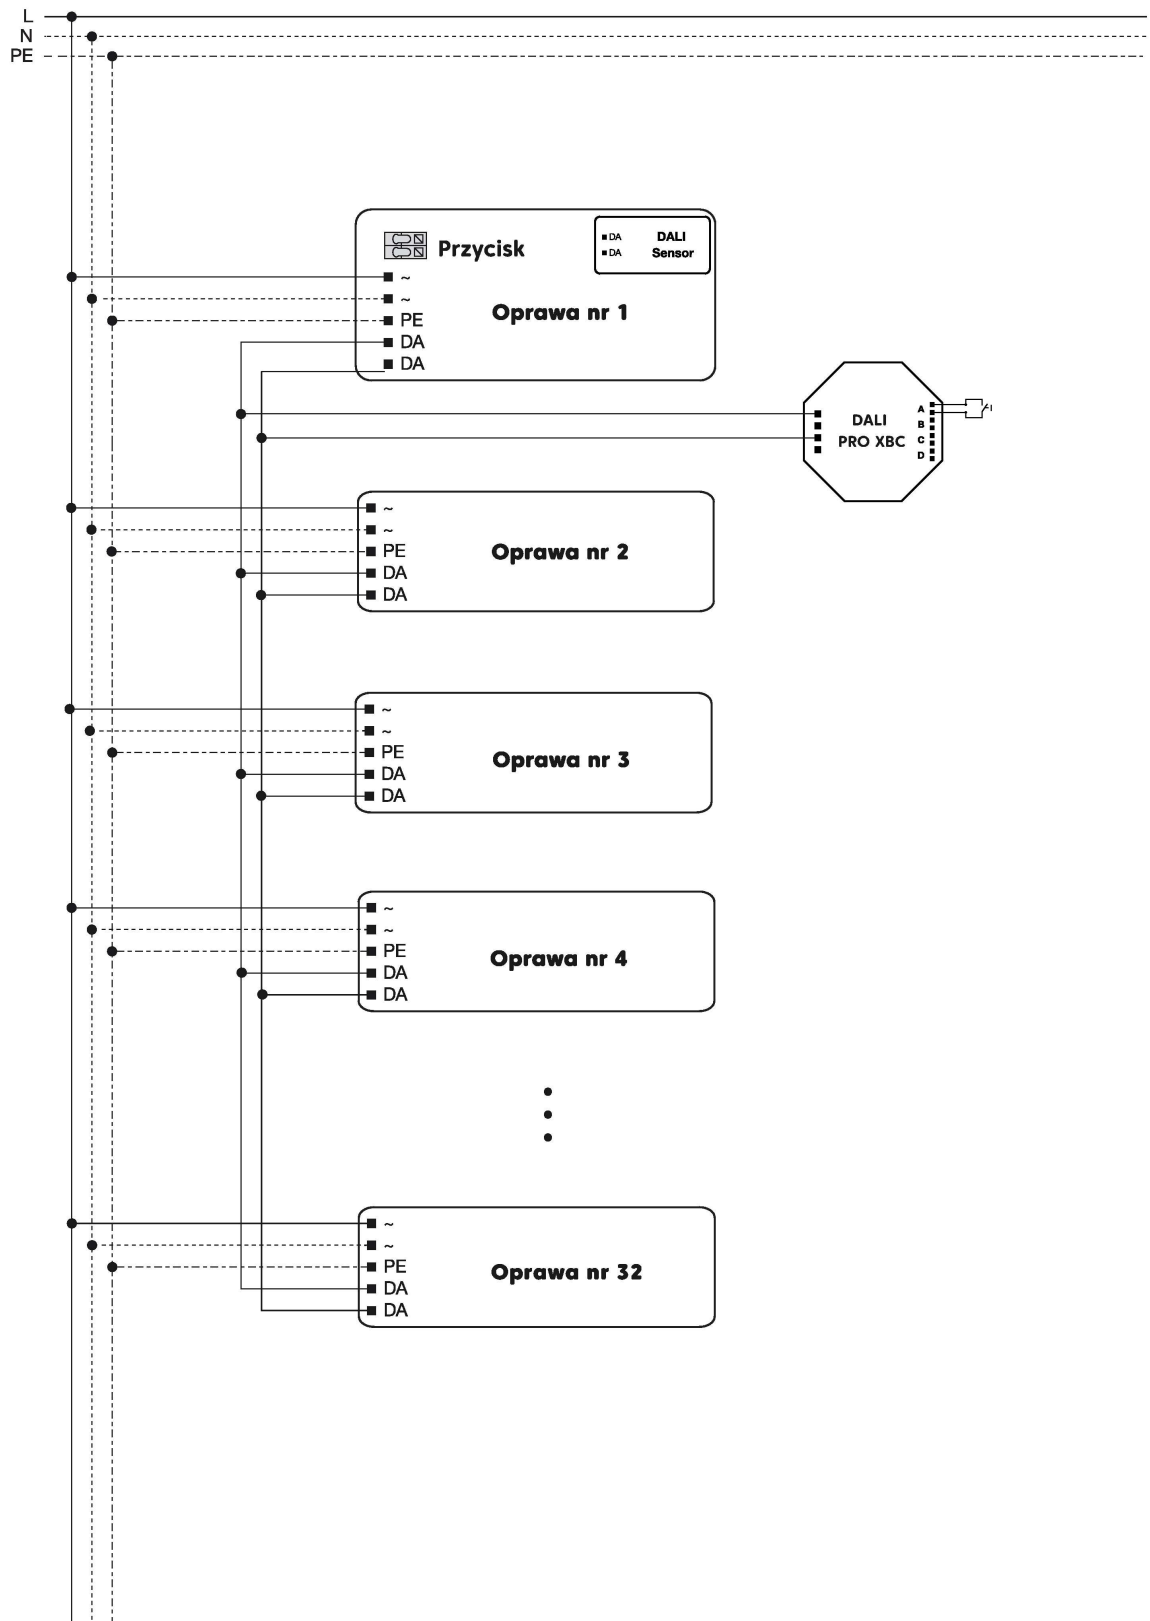 L
N
PE
Przycisk
DA DALI
DA Sensor
~
~
Oprawa nr 1
PE
DA
DA
A
DALI
B
PRO XBC
C
D
~
~
PE
Oprawa nr 2
DA
DA
~
~
PE
Oprawa nr 3
DA
DA
~
~
PE
Oprawa nr 4
DA
DA
~
~
PE
Oprawa nr 32
DA
DA